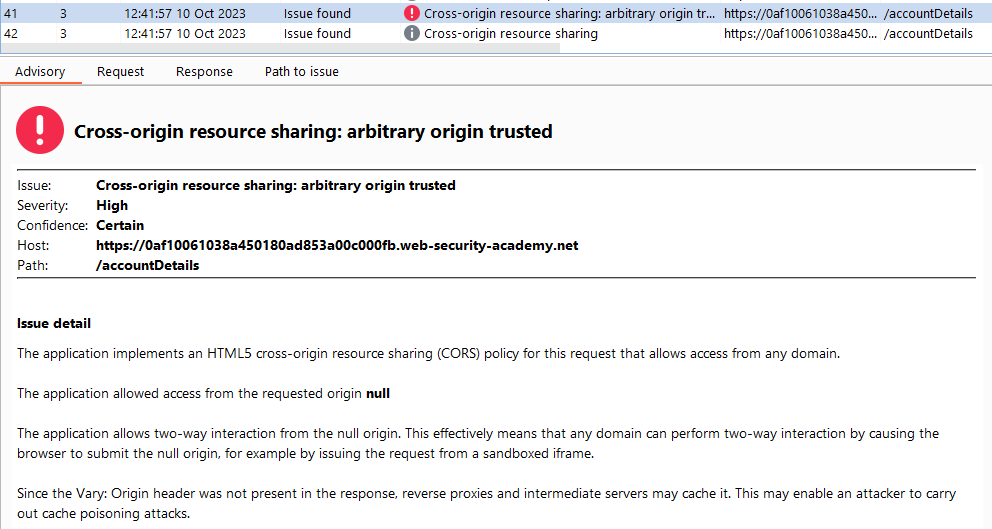 41 3 12:41:57 10 Oct 2023 Issue found Cross-origin resource sharing: arbitrary origin tr... https://0af10061038a450... /accountDetails
42 3 12:41:57 10 Oct 2023 Issue found Cross-origin resource sharing https://0af10061038a450... /accountDetails
Advisory Request Response Path to issue
Cross-origin resource sharing: arbitrary origin trusted
Issue: Cross-origin resource sharing: arbitrary origin trusted
Severity: High
Confidence: Certain
Host: https://0af10061038a450180ad853a00c000fb.web-security-academy.net
Path: /accountDetails
Issue detail
The application implements an HTML5 cross-origin resource sharing (CORS) policy for this request that allows access from any domain.
The application allowed access from the requested origin null
The application allows two-way interaction from the null origin. This effectively means that any domain can perform two-way interaction by causing the
browser to submit the null origin, for example by issuing the request from a sandboxed iframe.
Since the Vary: Origin header was not present in the response, reverse proxies and intermediate servers may cache it. This may enable an attacker to carry
out cache poisoning attacks.